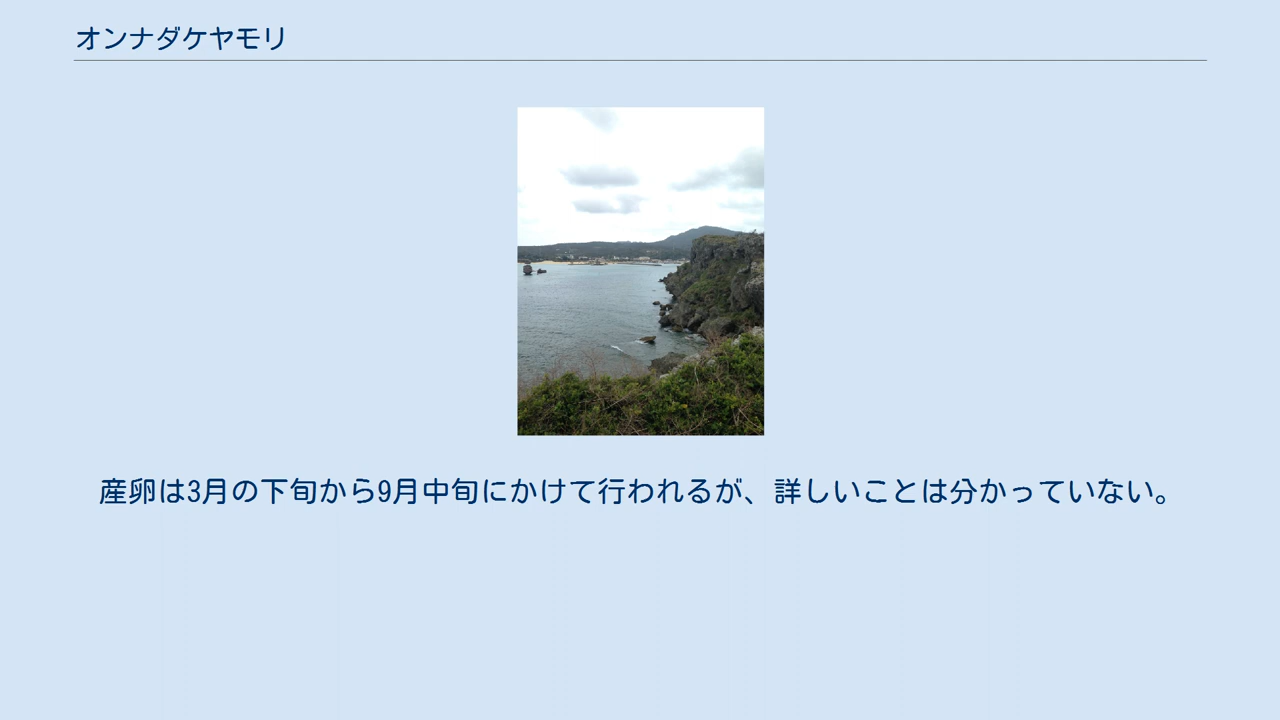 オンナダケヤモリ
産卵は3月の下旬から9月中旬にかけて行われるが、詳しいことは分かっていない。